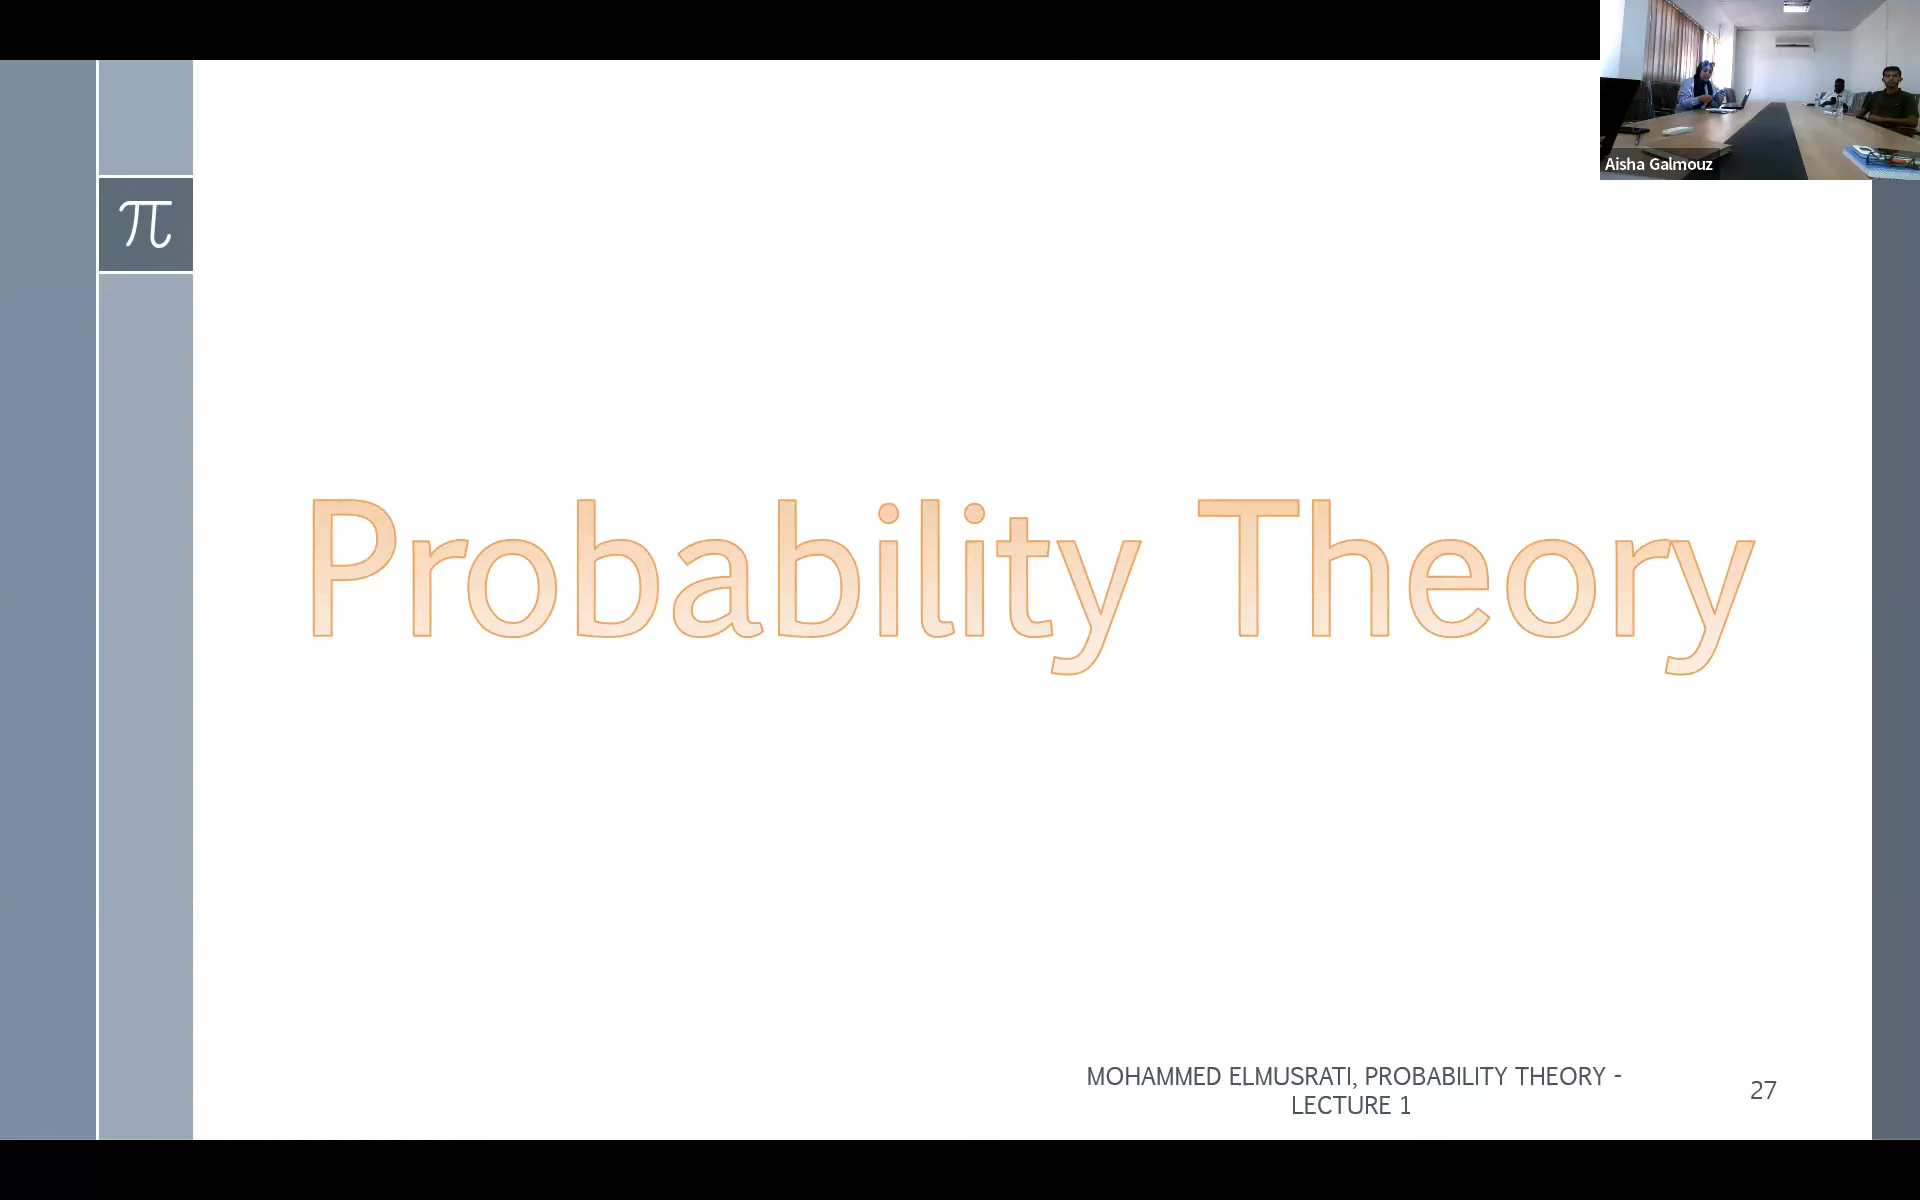 Aisha Galmouz
π
Probability Theory
MOHAMMED ELMUSRATI, PROBABILITY THEORY -
LECTURE 1
27